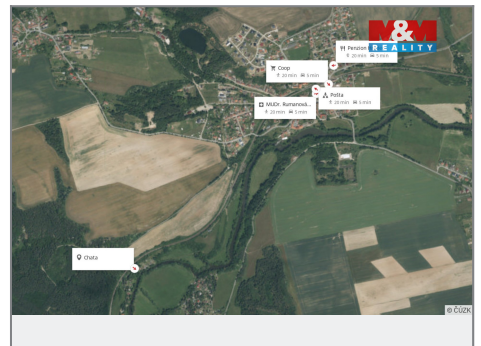 M&M
REALITY
Penzion
20 min 5 min
Coop
20 min 5 min
Pošta
20 min 5 min
MUDr. Rumanová...
20 min 5 min
Chata
© ČÚZK